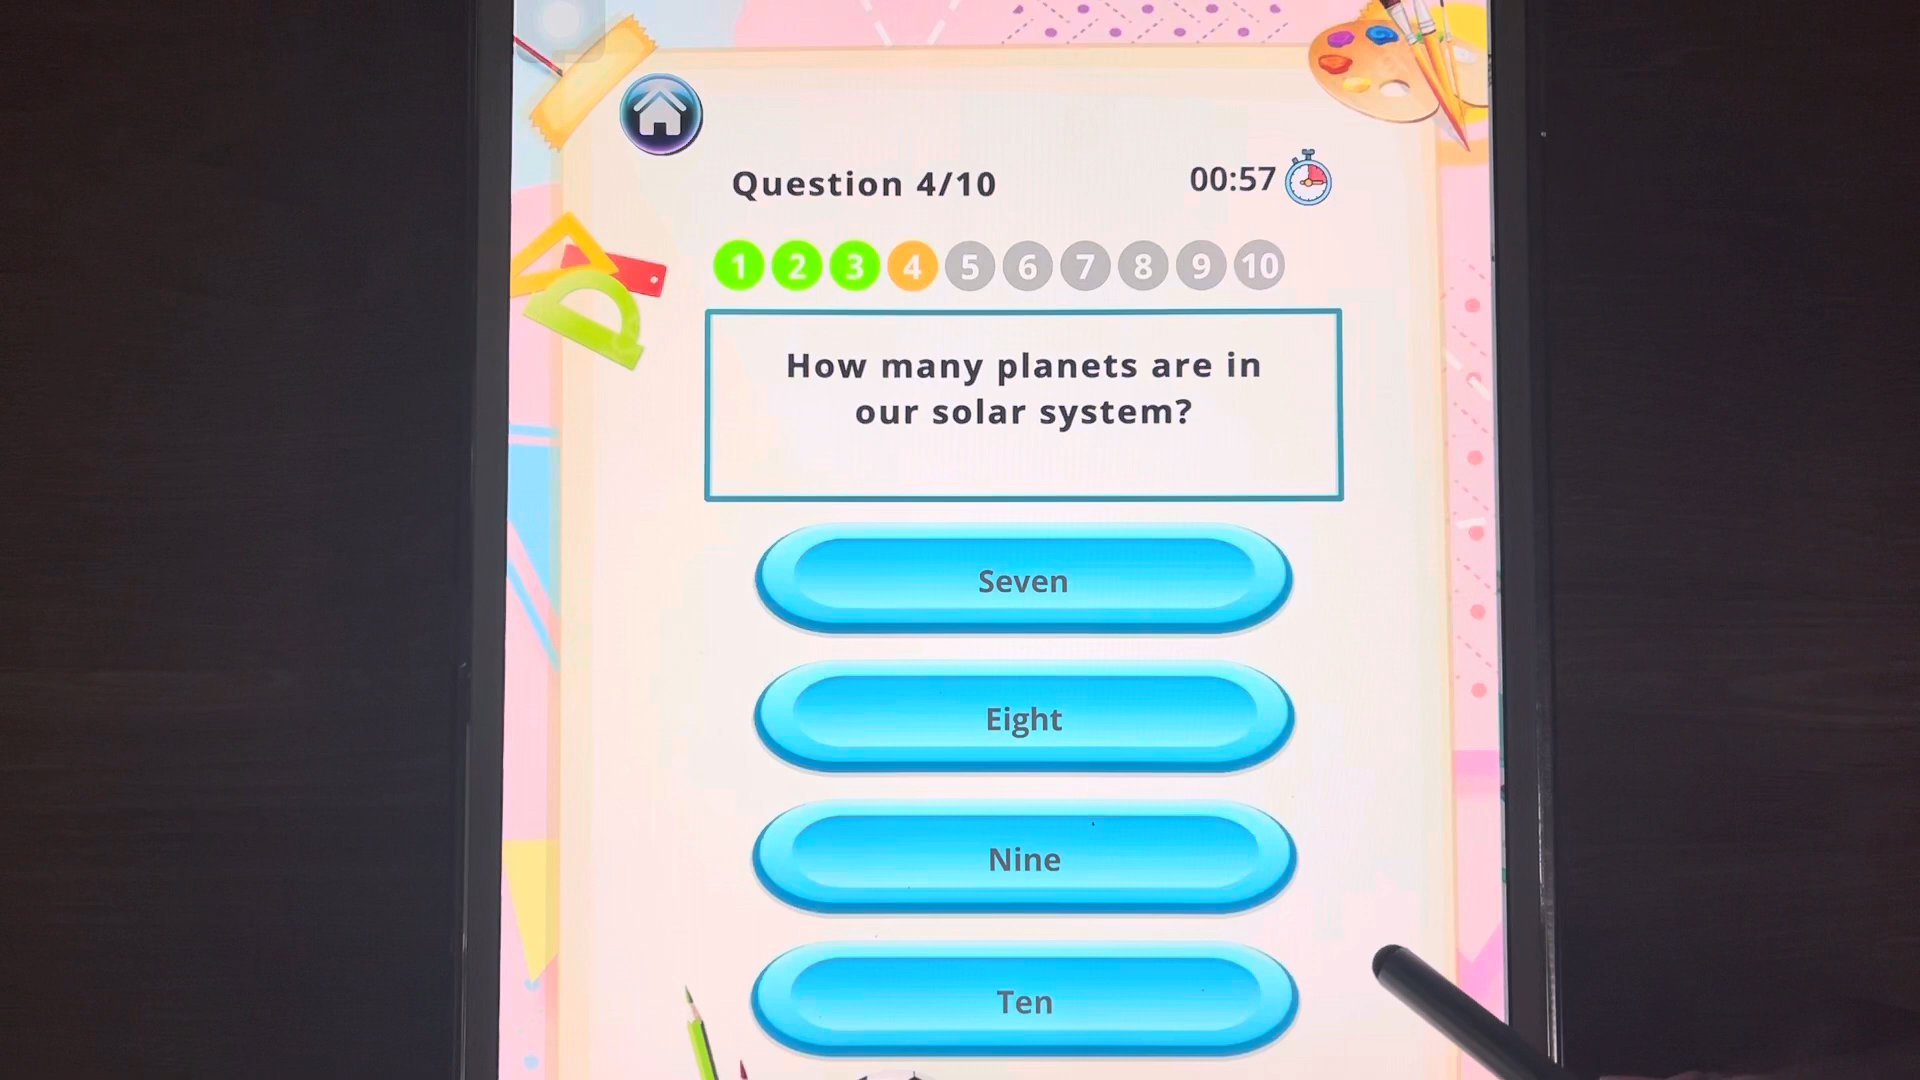 Question 4/10
00:57
1 2 3 4 5 6 7 8 9 10
How many planets are in
our solar system?
Seven
Eight
Nine
Ten